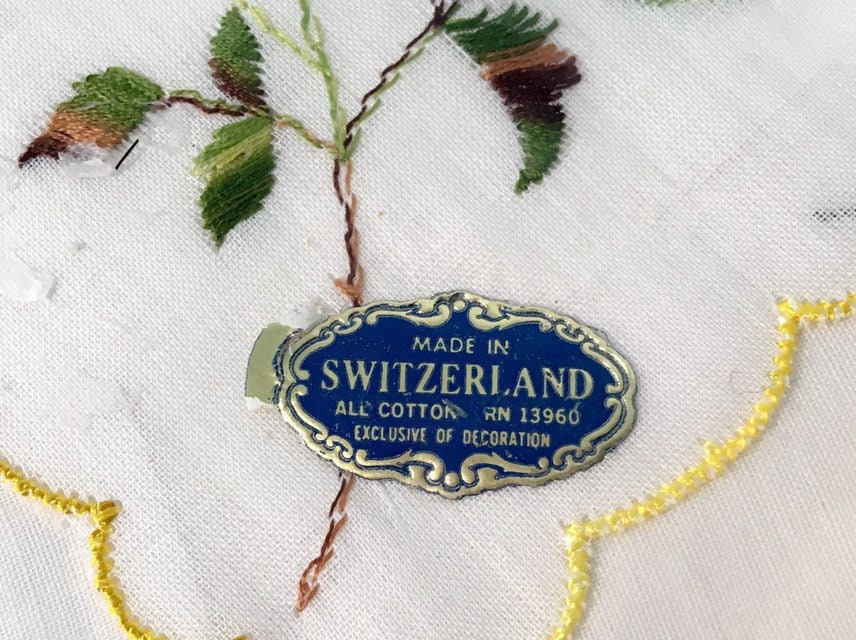 MADE IN
SWITZERLAND
ALL COTTON RN 13960
EXCLUSIVE OF DECORATION